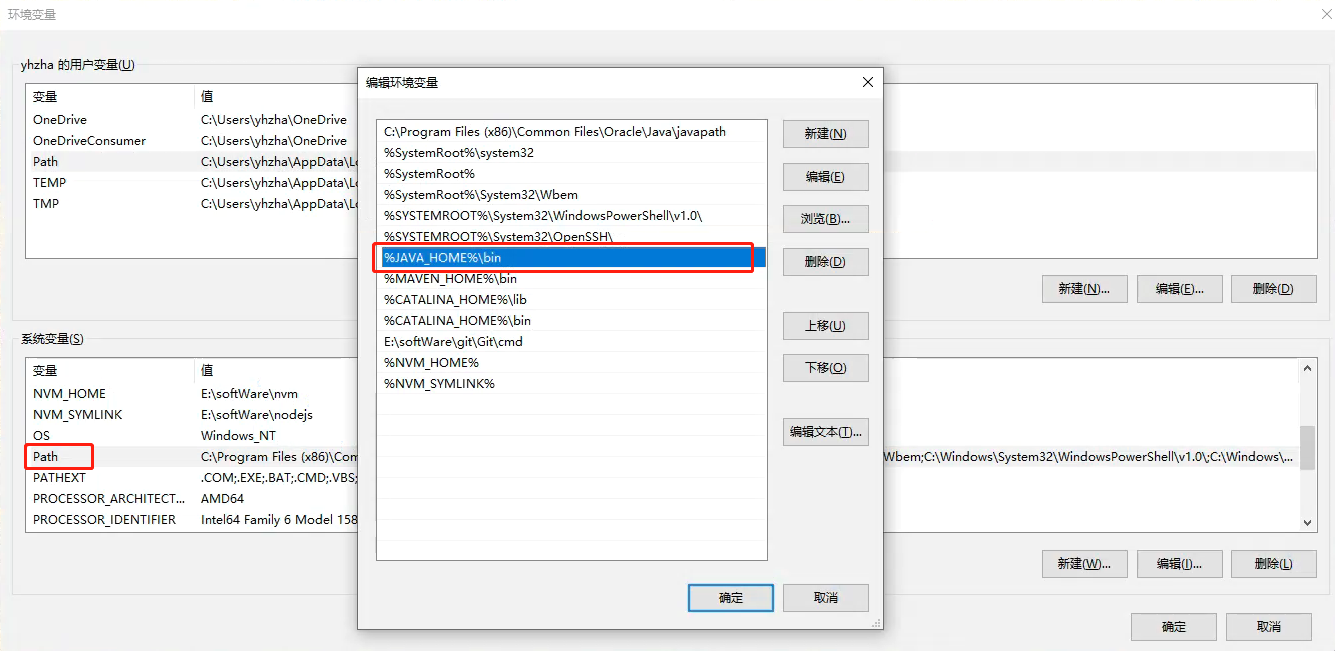 环境变量
yhzha 的用户变量(U)
变量 值
OneDrive C:\Users\yhzha\OneDrive
OneDriveConsumer C:\Users\yhzha\OneDrive
Path C:\Users\yhzha\AppData\Lo
TEMP C:\Users\yhzha\AppData\Lo
TMP C:\Users\yhzha\AppData\Lo
新建(N)... 编辑(E)... 删除(D)
系统变量(S)
变量 值
NVM_HOME E:\softWare\nvm
NVM_SYMLINK E:\softWare\nodejs
OS Windows_NT
Path C:\Program Files (x86)\Com Wbem;C:\Windows\System32\WindowsPowerShell\v1.0\;C:\Windows\...
PATHEXT .COM;.EXE;.BAT;.CMD;.VBS;
PROCESSOR_ARCHITECT... AMD64
PROCESSOR_IDENTIFIER Intel64 Family 6 Model 158
新建(W)... 编辑(I)... 删除(L)
确定 取消
编辑环境变量
C:\Program Files (x86)\Common Files\Oracle\Java\javapath
%SystemRoot%\system32
%SystemRoot%
%SystemRoot%\System32\Wbem
%SYSTEMROOT%\System32\WindowsPowerShell\v1.0\
%SYSTEMROOT%\System32\OpenSSH\
%JAVA_HOME%\bin
%MAVEN_HOME%\bin
%CATALINA_HOME%\lib
%CATALINA_HOME%\bin
E:\softWare\git\Git\cmd
%NVM_HOME%
%NVM_SYMLINK%
新建(N)
编辑(E)
浏览(B)...
删除(D)
上移(U)
下移(O)
编辑文本(T)...
确定 取消